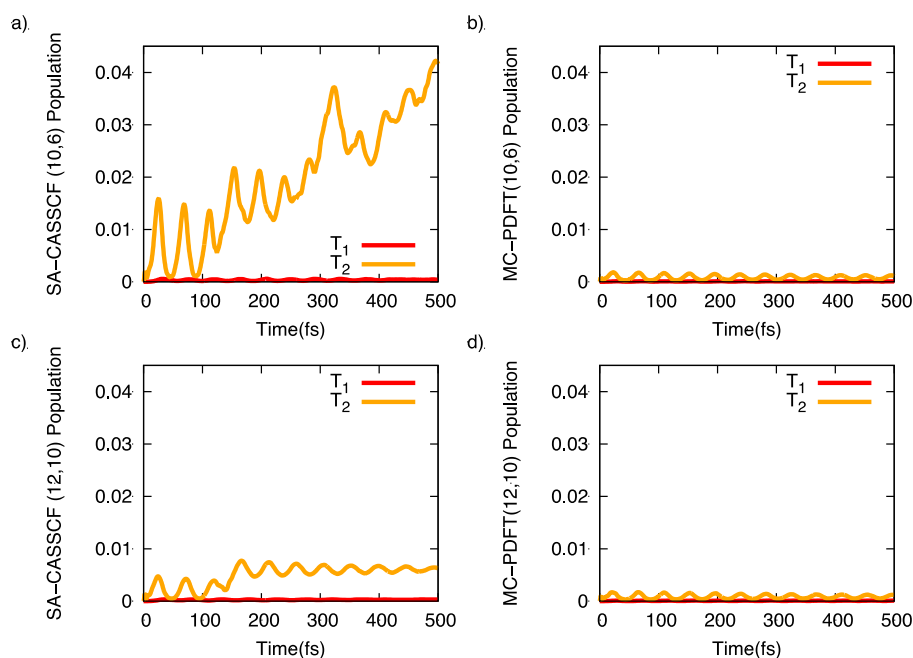 a).
SA-CASSCF (10,6) Population
0.04
0.03
0.02
0.01
0
T1
T2
0 100 200 300 400 500
Time(fs)
b).
MC-PDFT(10,6) Population
0.04
0.03
0.02
0.01
0
T1
T2
0 100 200 300 400 500
Time(fs)
c).
SA-CASSCF (12,10) Population
0.04
0.03
0.02
0.01
0
T1
T2
0 100 200 300 400 500
Time(fs)
d).
MC-PDFT(12,10) Population
0.04
0.03
0.02
0.01
0
T1
T2
0 100 200 300 400 500
Time(fs)